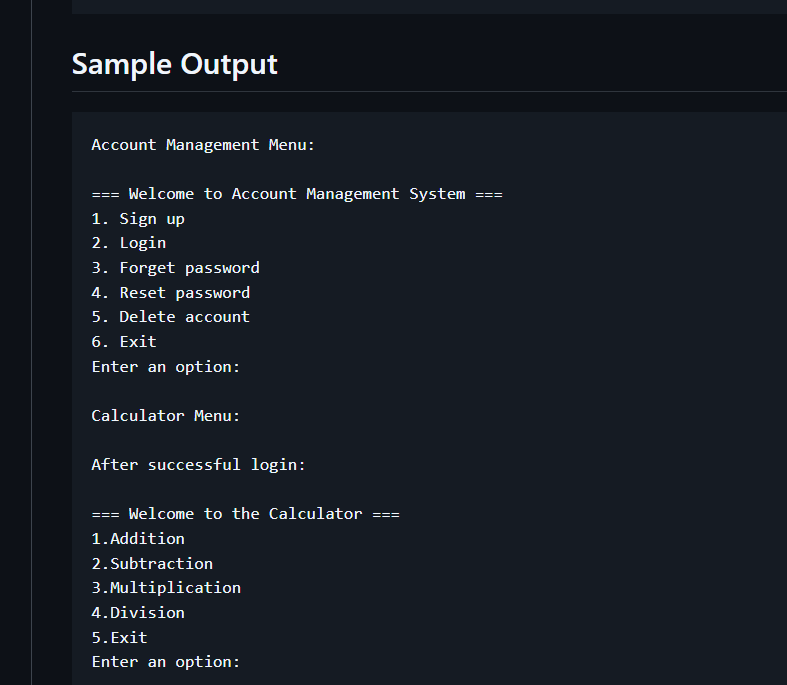 Sample Output
Account Management Menu:
=== Welcome to Account Management System ===
1. Sign up
2. Login
3. Forget password
4. Reset password
5. Delete account
6. Exit
Enter an option:
Calculator Menu:
After successful login:
=== Welcome to the Calculator ===
1.Addition
2.Subtraction
3.Multiplication
4.Division
5.Exit
Enter an option: